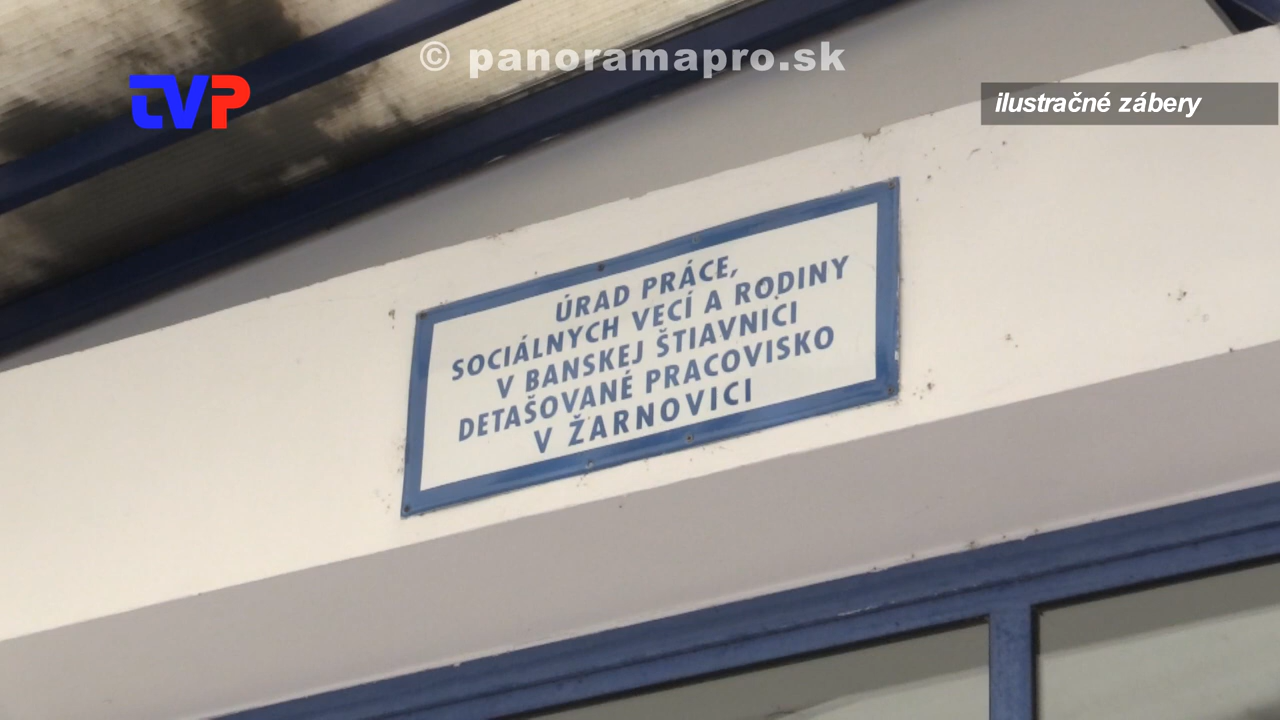 © panoramapro.sk
TVP
ilustračné zábery
ÚRAD PRÁCE,
SOCIÁLNYCH VECÍ A RODINY
V BANSKEJ ŠTIAVNICI
DETAŠOVANÉ PRACOVISKO
V ŽARNOVICI